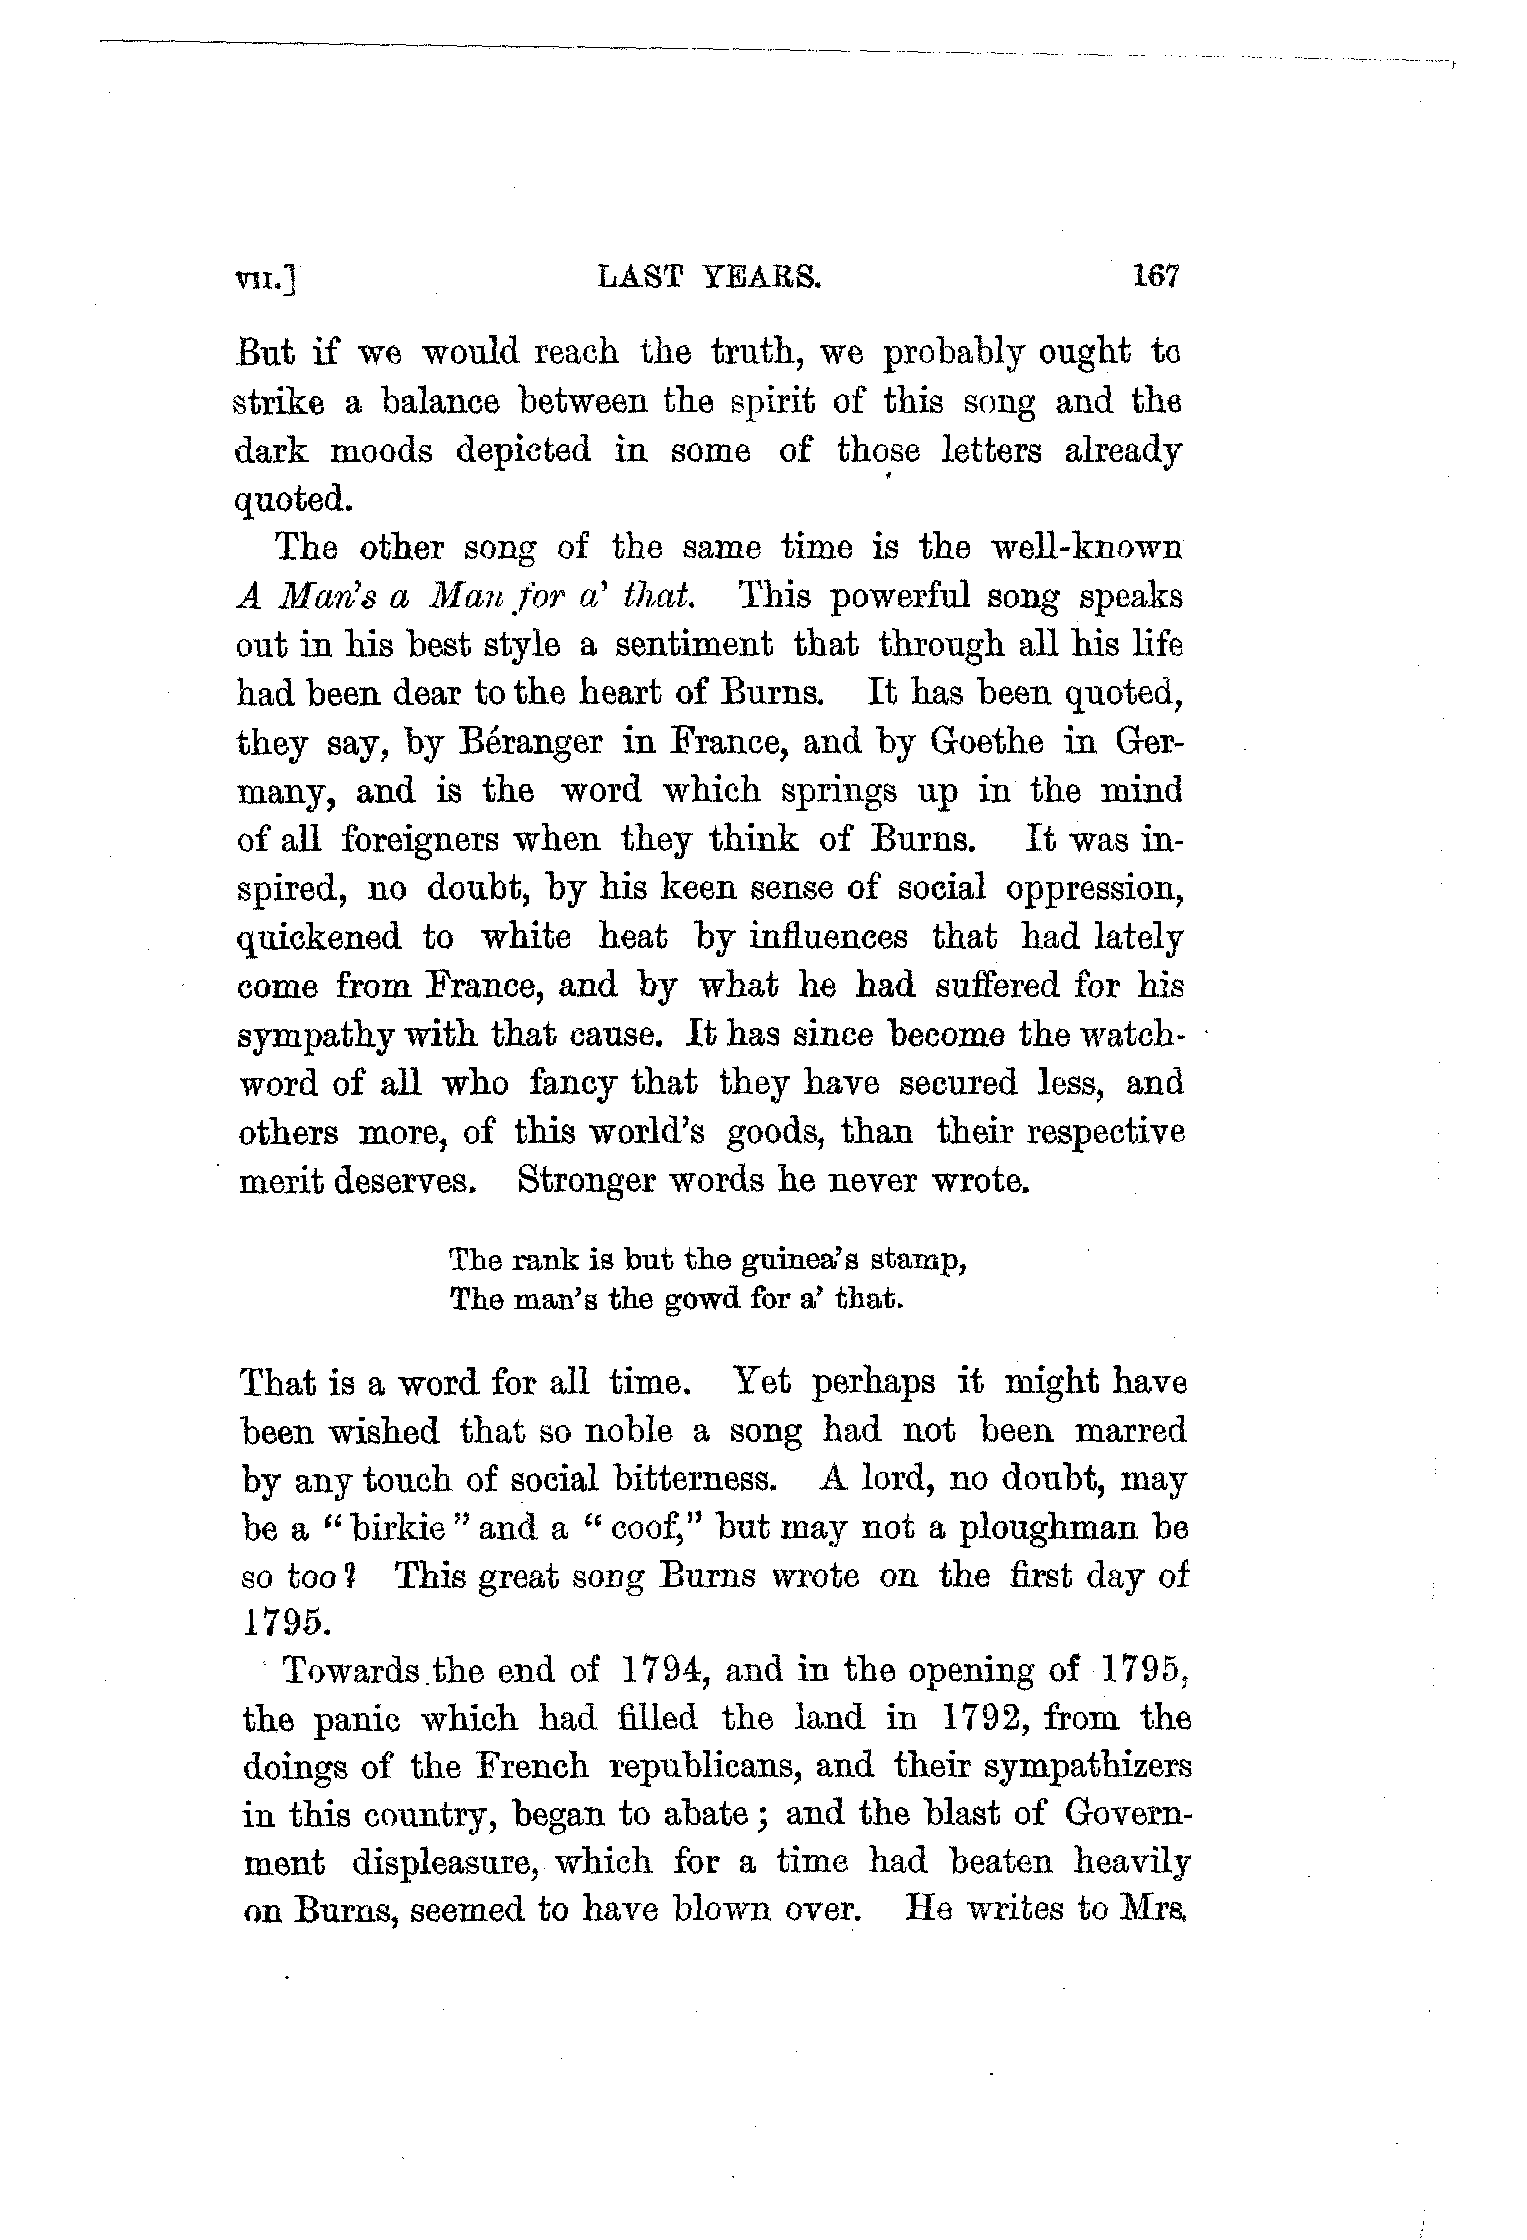 VII.] LAST YEARS. 167
But if we would reach the truth, we probably ought to
strike a balance between the spirit of this song and the
dark moods depicted in some of those letters already
quoted.
The other song of the same time is the well-known
A Man's a Man for a' that. This powerful song speaks
out in his best style a sentiment that through all his life
had been dear to the heart of Burns. It has been quoted,
they say, by Béranger in France, and by Goethe in Ger-
many, and is the word which springs up in the mind
of all foreigners when they think of Burns. It was in-
spired, no doubt, by his keen sense of social oppression,
quickened to white heat by influences that had lately
come from France, and by what he had suffered for his
sympathy with that cause. It has since become the watch-
word of all who fancy that they have secured less, and
others more, of this world's goods, than their respective
merit deserves. Stronger words he never wrote.
The rank is but the guinea's stamp,
The man's the gowd for a' that.
That is a word for all time. Yet perhaps it might have
been wished that so noble a song had not been marred
by any touch of social bitterness. A lord, no doubt, may
be a "birkie" and a "coof," but may not a ploughman be
so too? This great song Burns wrote on the first day of
1795.
Towards the end of 1794, and in the opening of 1795,
the panic which had filled the land in 1792, from the
doings of the French republicans, and their sympathizers
in this country, began to abate; and the blast of Govern-
ment displeasure, which for a time had beaten heavily
on Burns, seemed to have blown over. He writes to Mrs.